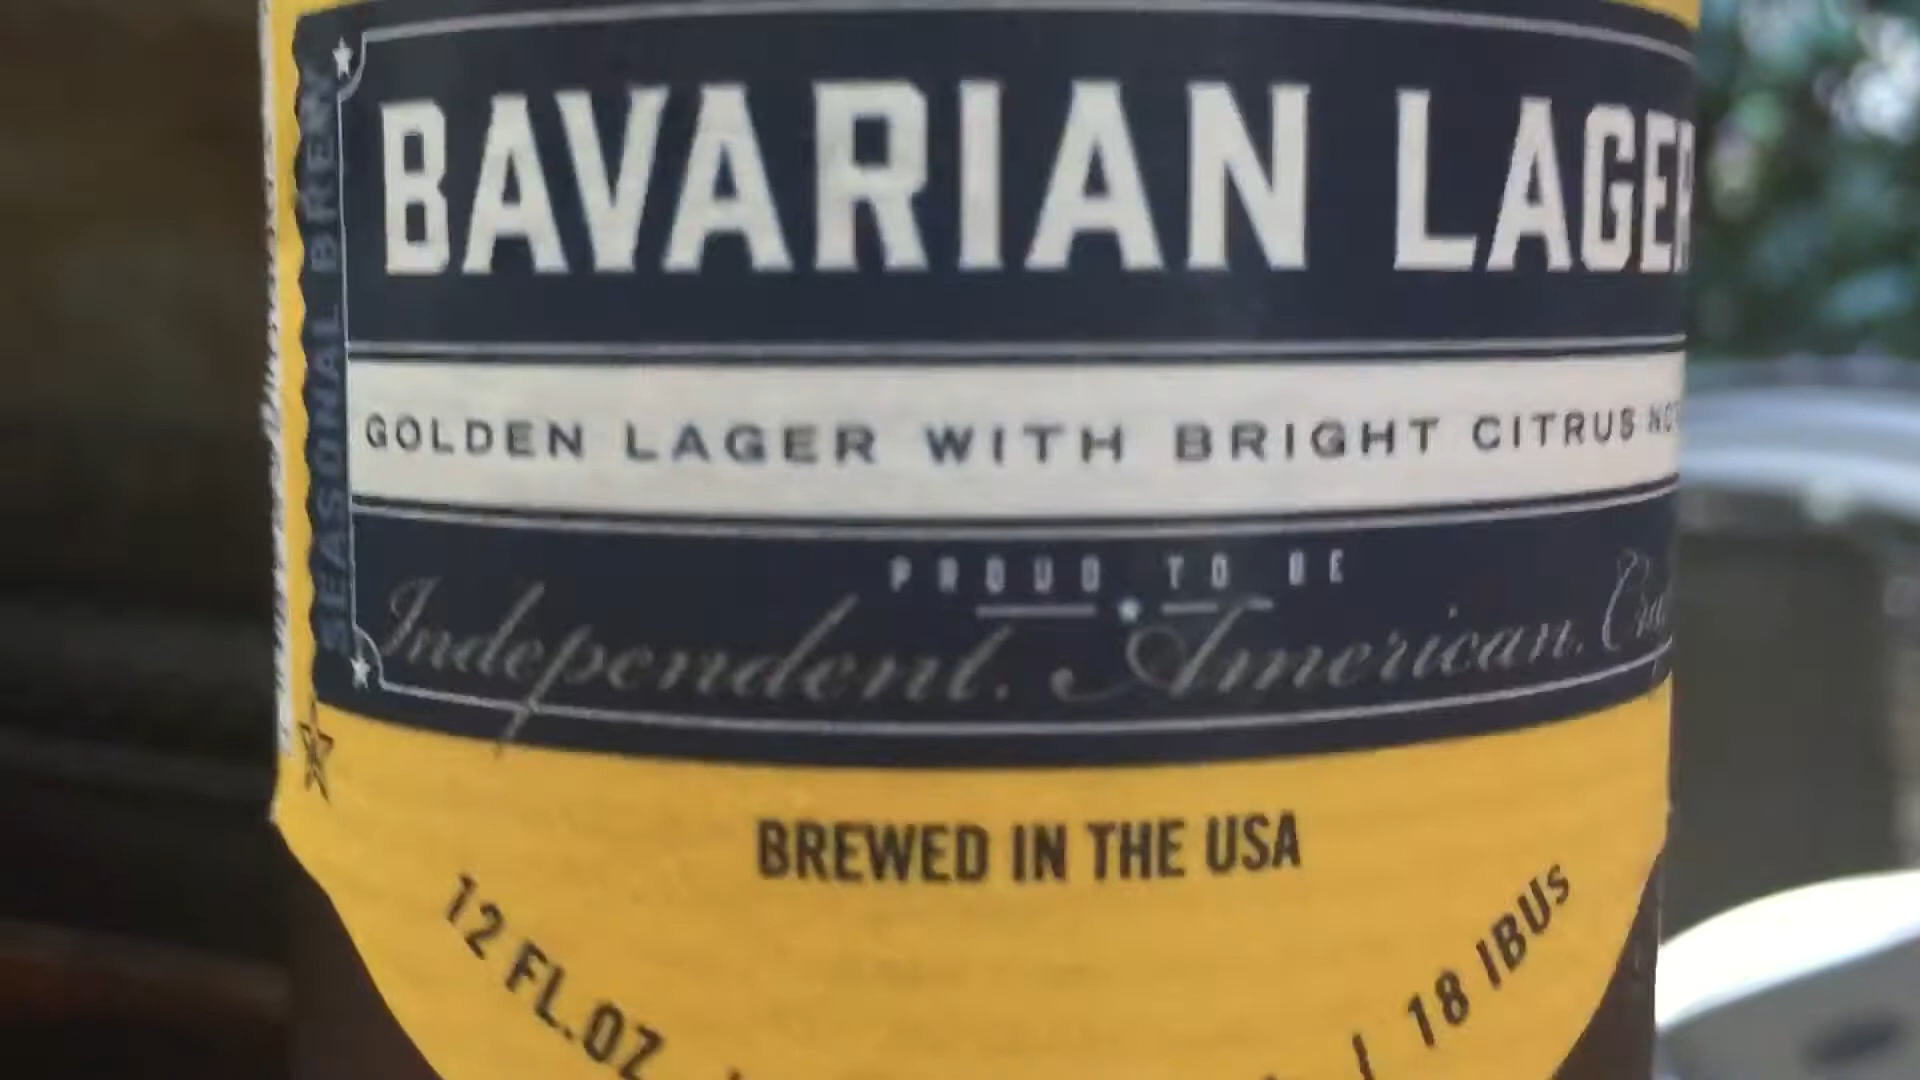 SEASONAL BREW
BAVARIAN LAGER
GOLDEN LAGER WITH BRIGHT CITRUS
PROUD TO BE
Independent. American.
BREWED IN THE USA
12 FL.OZ
| 18 IBUs